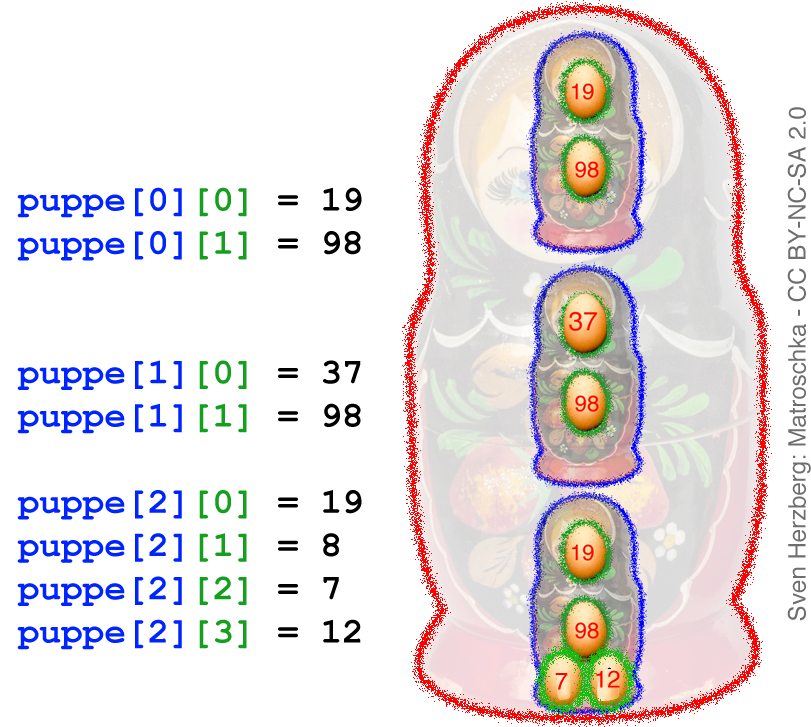 puppe[0][0] = 19
puppe[0][1] = 98
puppe[1][0] = 37
puppe[1][1] = 98
puppe[2][0] = 19
puppe[2][1] = 8
puppe[2][2] = 7
puppe[2][3] = 12
19
98
37
98
19
98
7 12
Sven Herzberg: Matroschka - CC BY-NC-SA 2.0